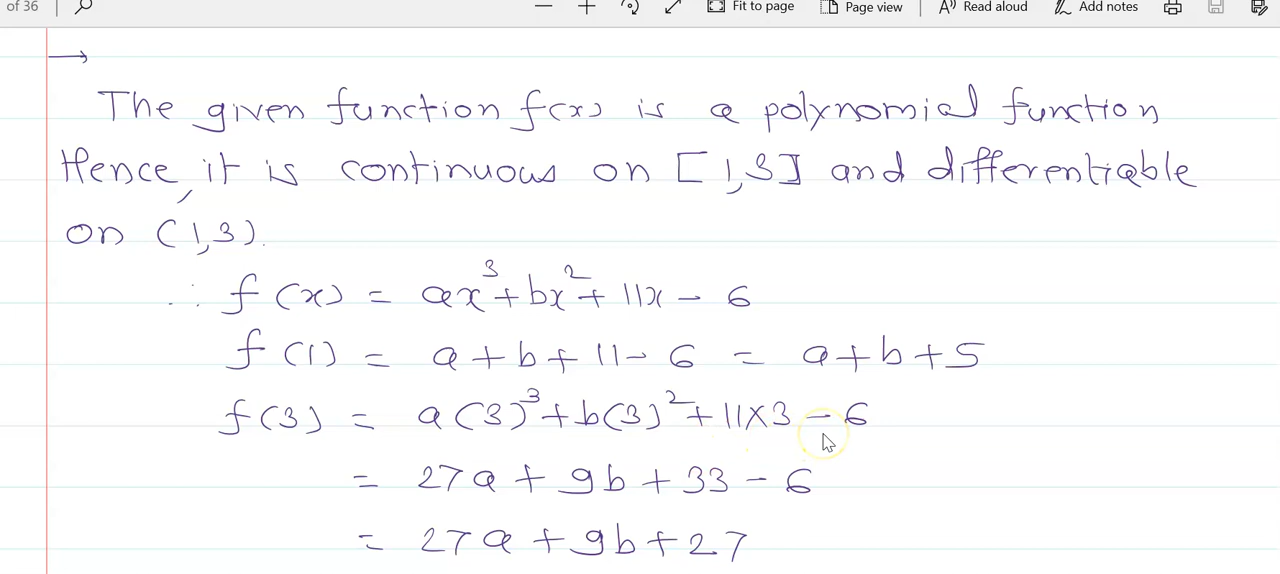 of 36 Fit to page Page view Read aloud Add notes
The given function f(x) is a polynomial function
Hence, it is continuous on [1,3] and differentiable
on (1,3).
∴ f(x) = ax³ + bx² + 11x - 6
f(1) = a + b + 11 - 6 = a + b + 5
f(3) = a(3)³ + b(3)² + 11×3 - 6
= 27a + 9b + 33 - 6
= 27a + 9b + 27